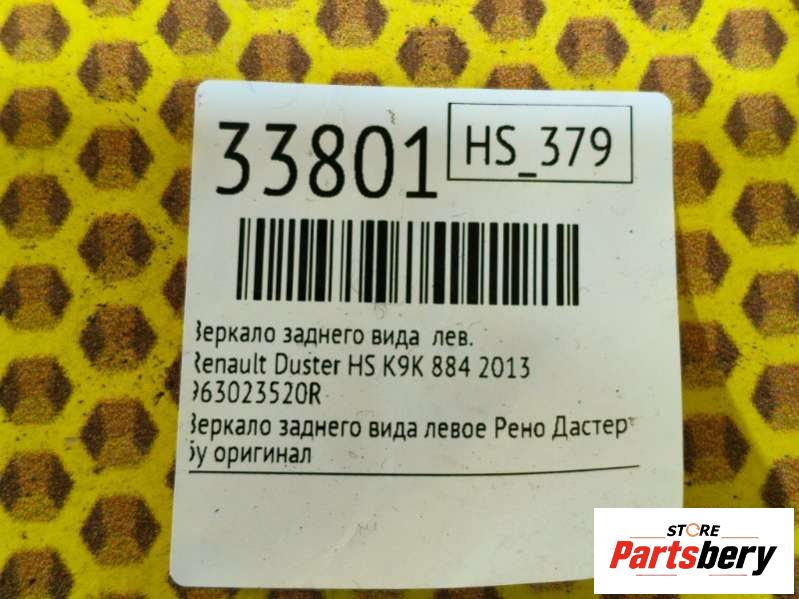 33801
HS_379
Зеркало заднего вида лев.
Renault Duster HS K9K 884 2013
963023520R
Зеркало заднего вида левое Рено Дастер
бу оригинал
STORE
Partsbery